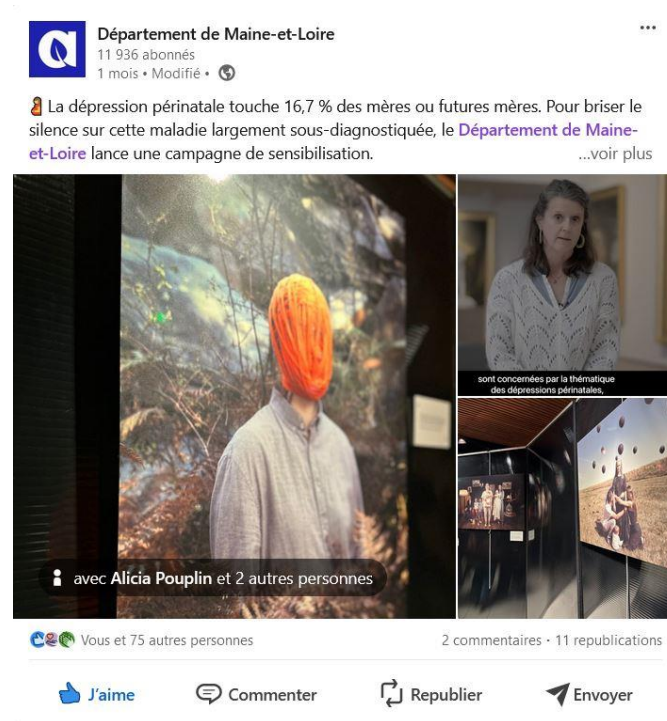 Département de Maine-et-Loire
11 936 abonnés
1 mois • Modifié •
La dépression périnatale touche 16,7 % des mères ou futures mères. Pour briser le
silence sur cette maladie largement sous-diagnostiquée, le Département de Maine-
et-Loire lance une campagne de sensibilisation.
...voir plus
sont concernées par la thématique
des dépressions périnatales,
avec Alicia Pouplin et 2 autres personnes
Vous et 75 autres personnes
2 commentaires · 11 republications
J'aime
Commenter
Republier
Envoyer